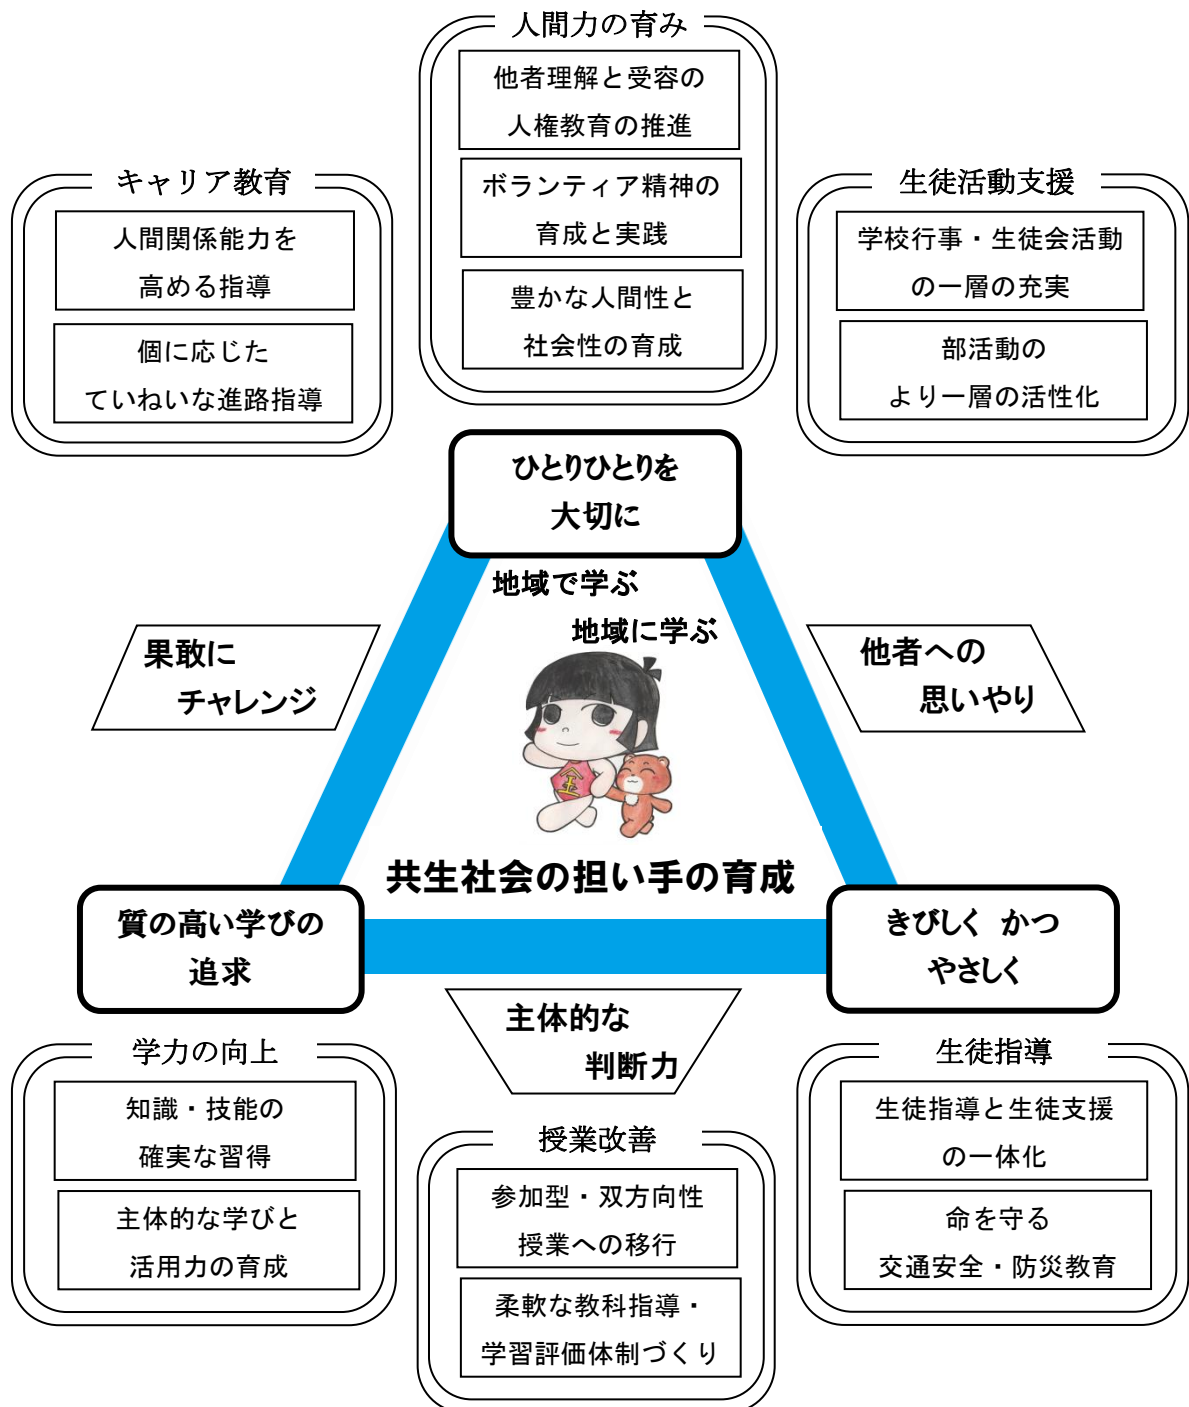 人間力の育み
他者理解と受容の
人権教育の推進
ボランティア精神の
育成と実践
豊かな人間性と
社会性の育成
キャリア教育
人間関係能力を
高める指導
個に応じた
ていねいな進路指導
生徒活動支援
学校行事・生徒会活動
の一層の充実
部活動の
より一層の活性化
ひとりひとりを
大切に
地域で学ぶ
地域に学ぶ
果敢に
チャレンジ
他者への
思いやり
金
共生社会の担い手の育成
質の高い学びの
追求
きびしく かつ
やさしく
主体的な
判断力
学力の向上
知識・技能の
確実な習得
主体的な学びと
活用力の育成
授業改善
参加型・双方向性
授業への移行
柔軟な教科指導・
学習評価体制づくり
生徒指導
生徒指導と生徒支援
の一体化
命を守る
交通安全・防災教育